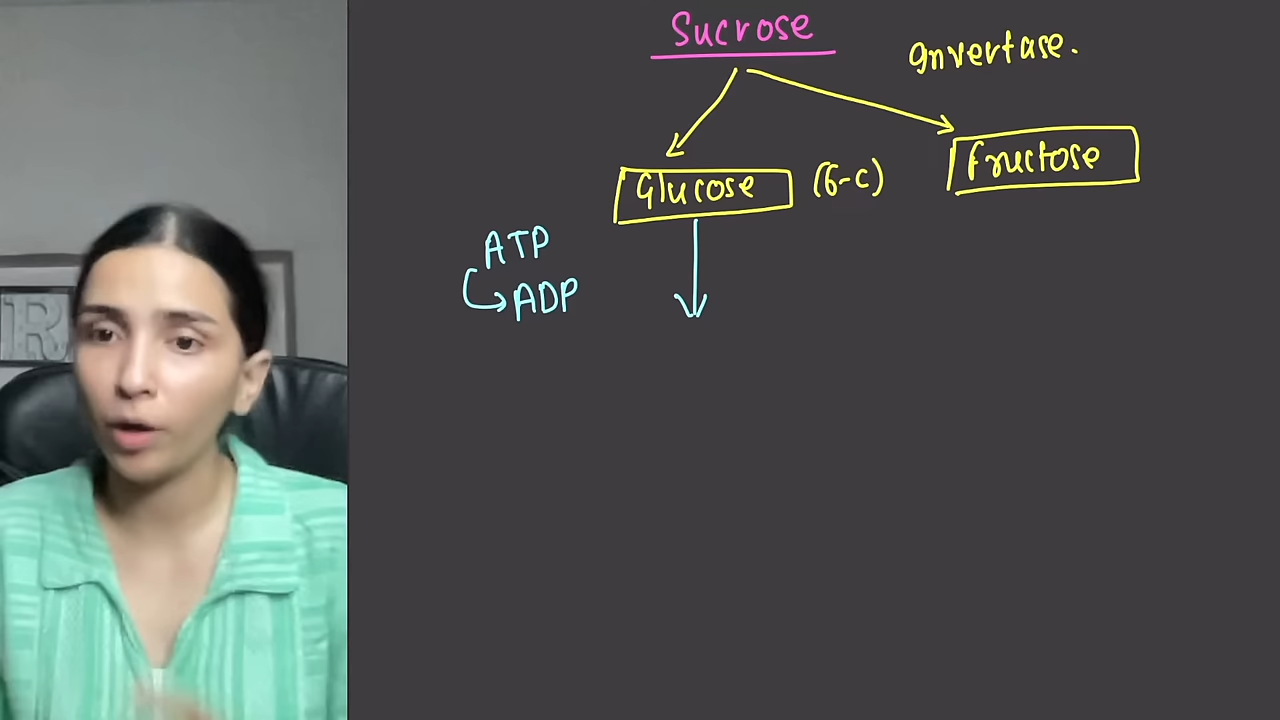 Sucrose
Invertase.
Fructose
Glucose (6-C)
ATP
ADP
R